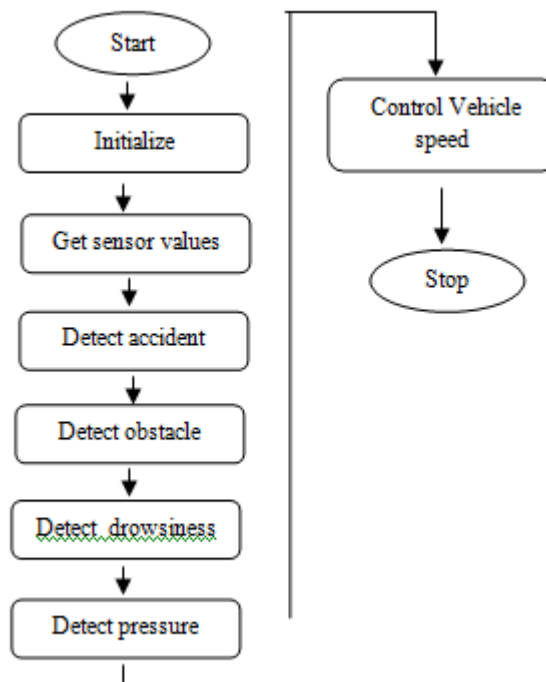 Start
Initialize
Get sensor values
Detect accident
Detect obstacle
Detect drowsiness
Detect pressure
Control Vehicle
speed
Stop